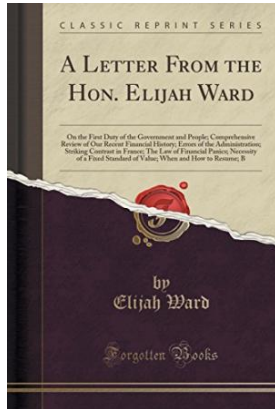 CLASSIC REPRINT SERIES
A LETTER FROM THE
HON. ELIJAH WARD
On the First Duty of the Government and People; Comprehensive
Review of Our Recent Financial History; Errors of the Administration;
Striking Contrast in France; The Law of Financial Panics; Necessity
of a Fixed Standard of Value; When and How to Resume; B
by
Elijah Ward
Forgotten Books